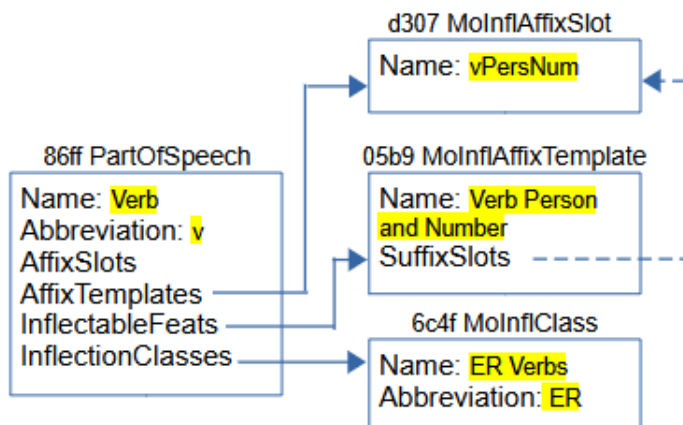 d307 MoInflAffixSlot
Name: vPersNum
86ff PartOfSpeech
Name: Verb
Abbreviation: v
AffixSlots
AffixTemplates
InflectableFeats
InflectionClasses
05b9 MoInflAffixTemplate
Name: Verb Person
and Number
SuffixSlots
6c4f MoInflClass
Name: ER Verbs
Abbreviation: ER